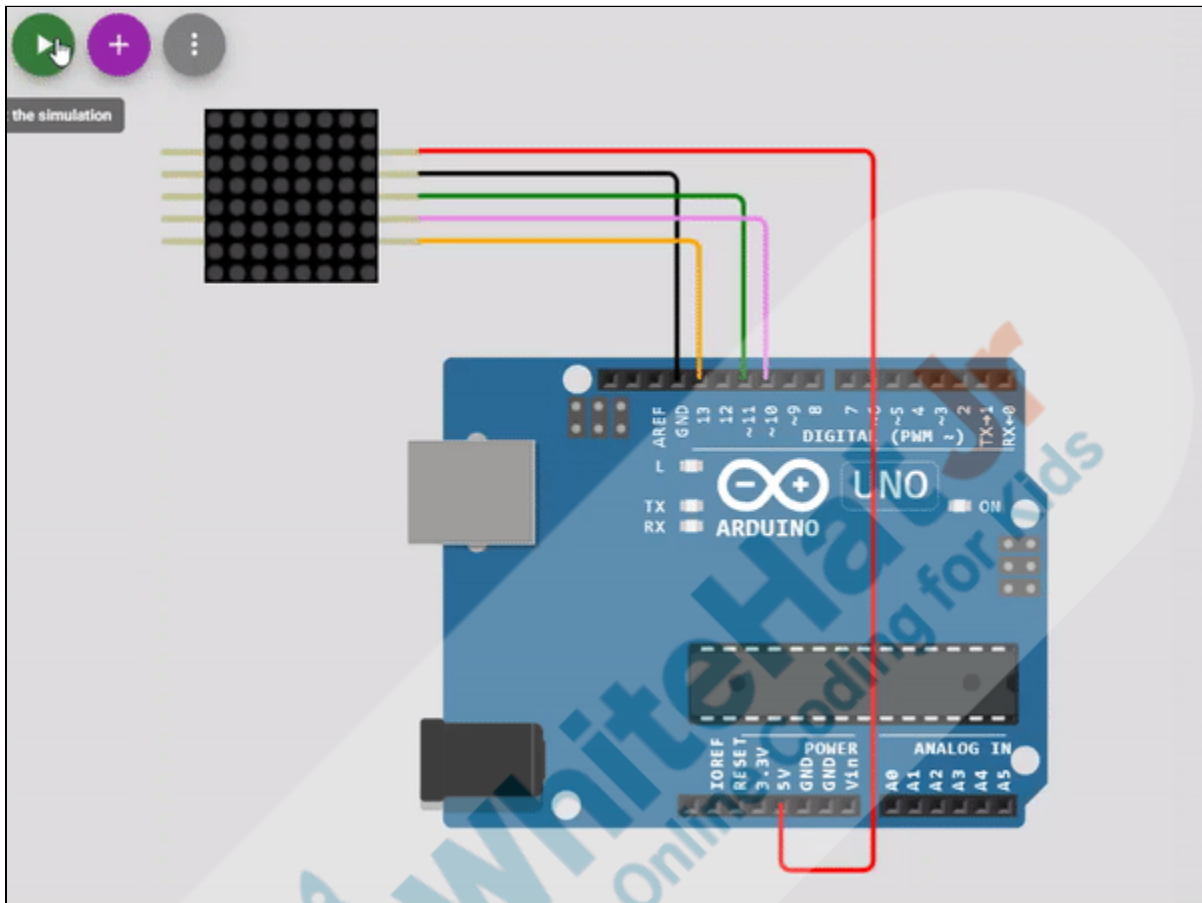 the simulation
AREF
GND
13
12
~11
~10
~9
8
7
~6
~5
4
~3
2
TX→1
RX←0
DIGITAL (PWM ~)
L
TX
RX
ARDUINO
UNO
ON
IOREF
RESET
3.3V
5V
GND
GND
Vin
POWER
ANALOG IN
A0
A1
A2
A3
A4
A5
WhiteHat Jr
Online Coding for Kids